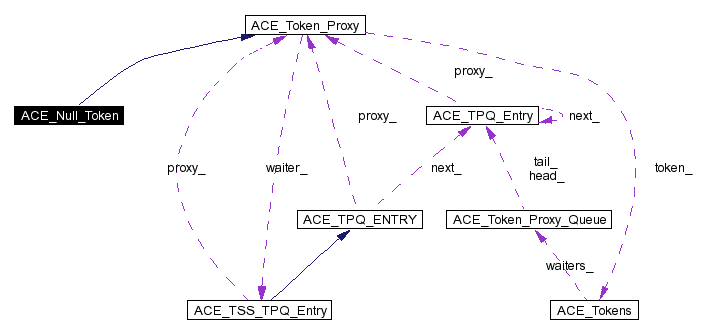 ACE_Token_Proxy
proxy_
ACE_Null_Token
proxy_
ACE_TPQ_Entry
next_
proxy_
waiter_
next_
tail_
head_
token_
ACE_TPQ_ENTRY
ACE_Token_Proxy_Queue
waiters_
ACE_TSS_TPQ_Entry
ACE_Tokens